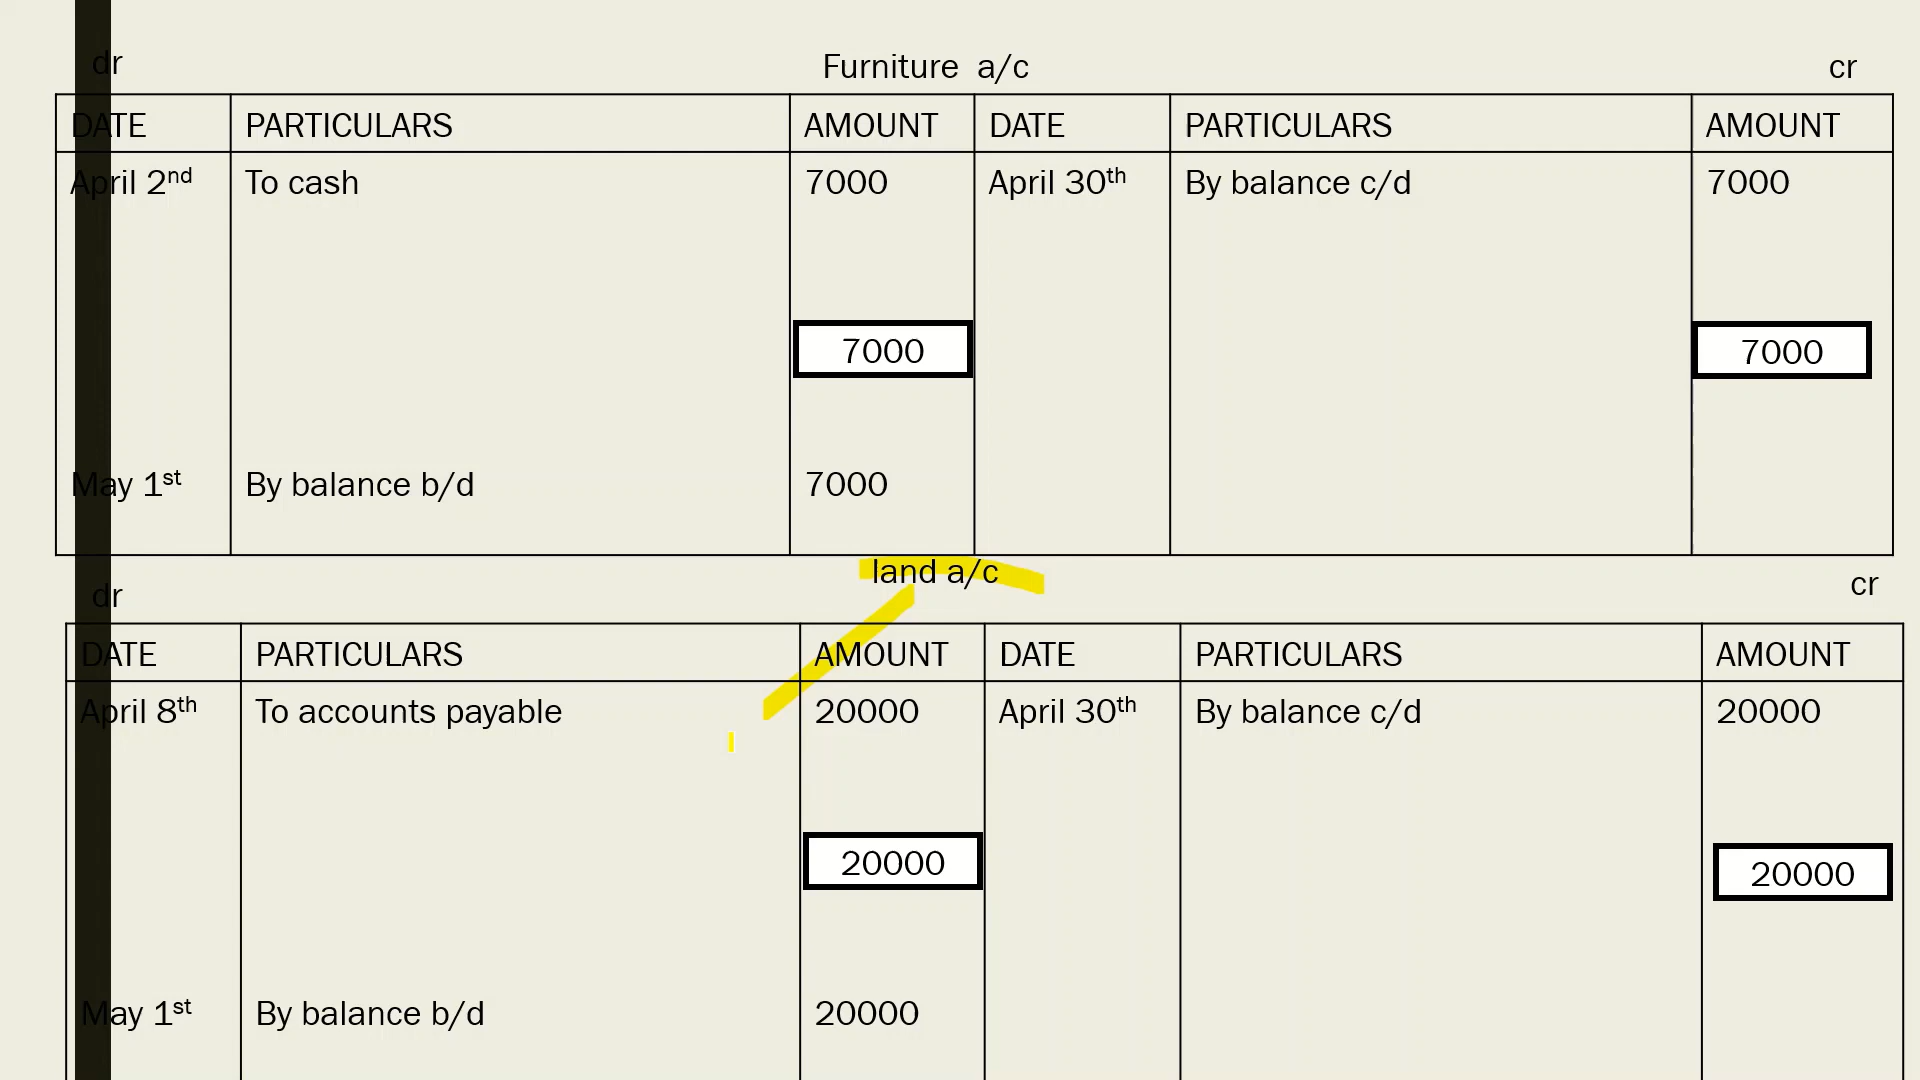 dr Furniture a/c cr
DATE PARTICULARS AMOUNT DATE PARTICULARS AMOUNT
April 2nd To cash 7000 April 30th By balance c/d 7000
7000 7000
May 1st By balance b/d 7000
land a/c
dr cr
DATE PARTICULARS AMOUNT DATE PARTICULARS AMOUNT
April 8th To accounts payable 20000 April 30th By balance c/d 20000
20000 20000
May 1st By balance b/d 20000